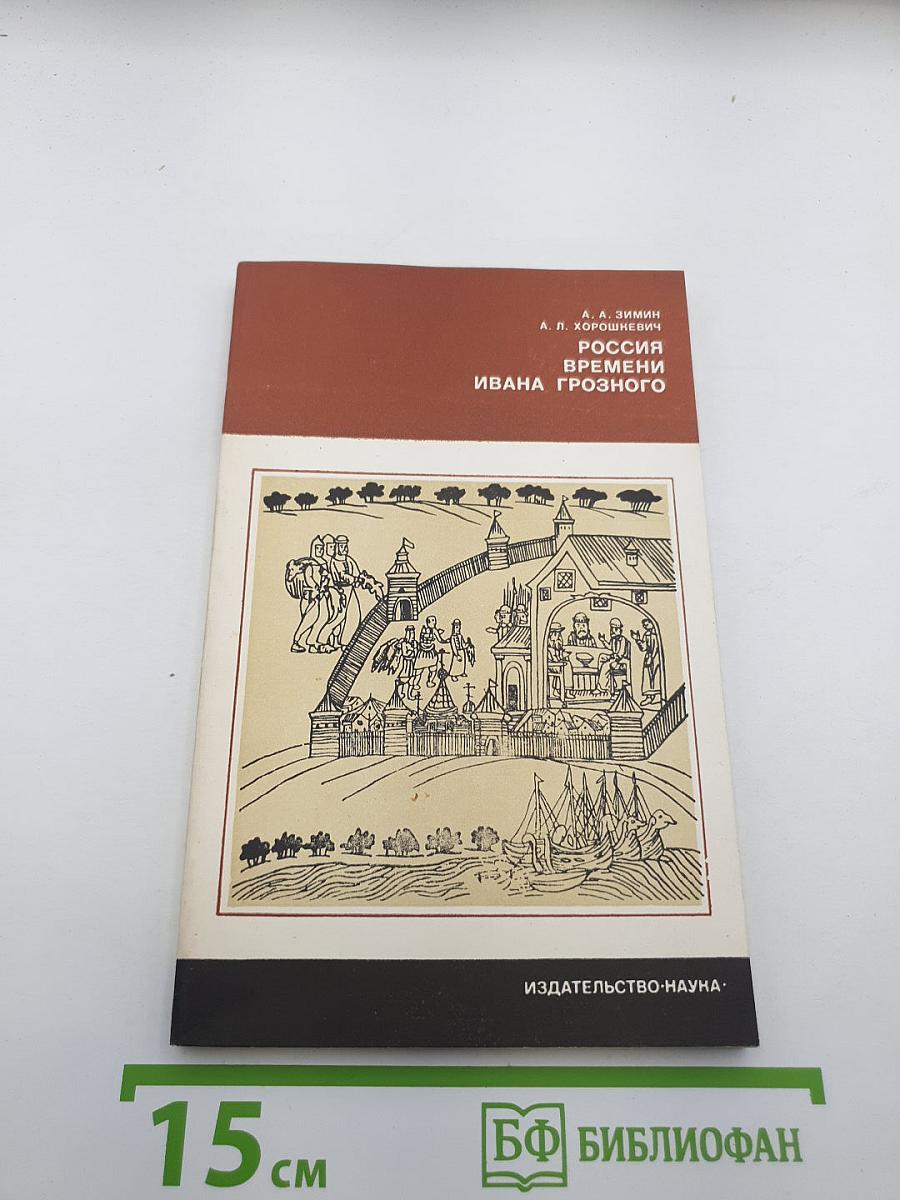 А. А. ЗИМИН
А. Л. ХОРОШКЕВИЧ
РОССИЯ
ВРЕМЕНИ
ИВАНА ГРОЗНОГО
ИЗДАТЕЛЬСТВО·НАУКА·
15 см
БФ БИБЛИОФАН